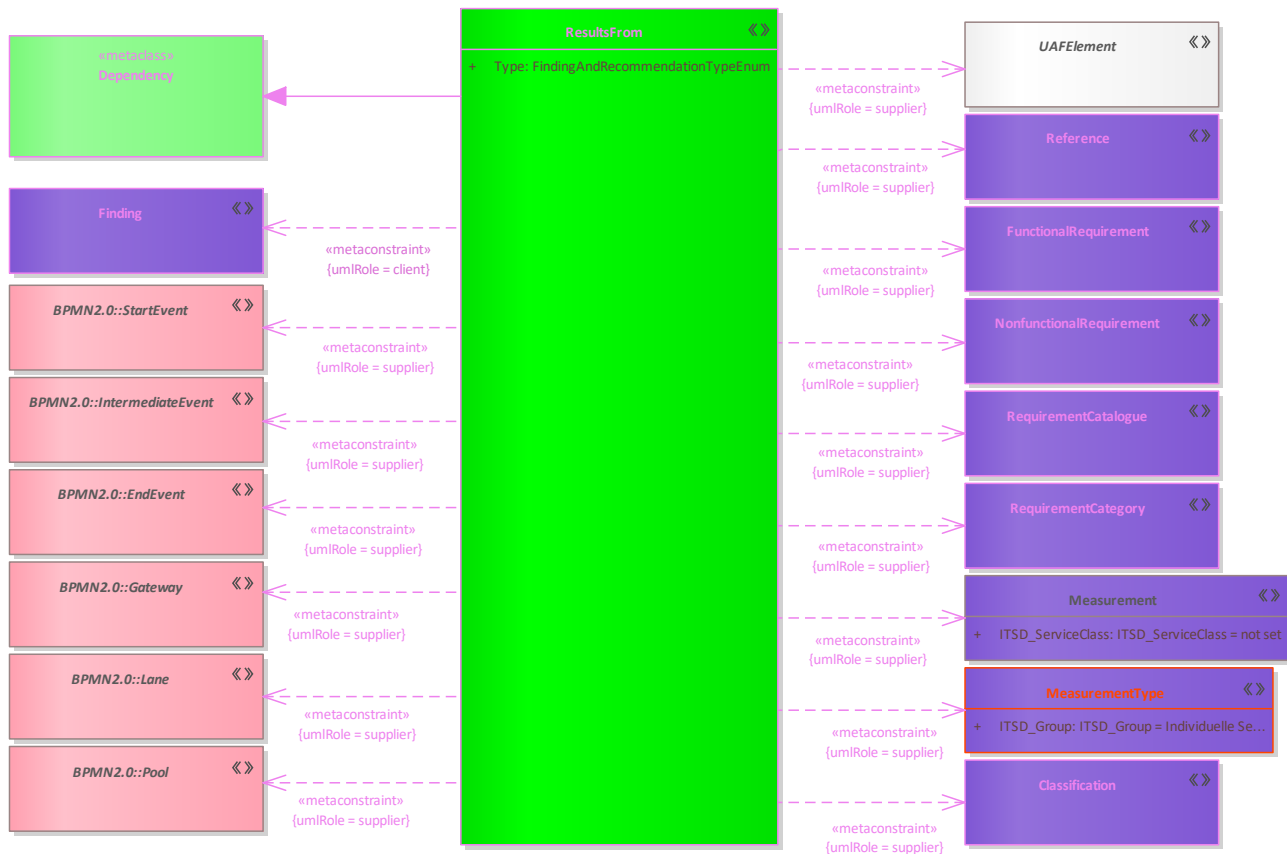 «metaclass»
Dependency
Finding
«metaconstraint»
{umlRole = client}
BPMN2.0::StartEvent
«metaconstraint»
{umlRole = supplier}
BPMN2.0::IntermediateEvent
«metaconstraint»
{umlRole = supplier}
BPMN2.0::EndEvent
«metaconstraint»
{umlRole = supplier}
BPMN2.0::Gateway
«metaconstraint»
{umlRole = supplier}
BPMN2.0::Lane
«metaconstraint»
{umlRole = supplier}
BPMN2.0::Pool
«metaconstraint»
{umlRole = supplier}
ResultsFrom
+ Type: FindingAndRecommendationTypeEnum
UAFElement
«metaconstraint»
{umlRole = supplier}
Reference
«metaconstraint»
{umlRole = supplier}
FunctionalRequirement
«metaconstraint»
{umlRole = supplier}
NonfunctionalRequirement
«metaconstraint»
{umlRole = supplier}
RequirementCatalogue
«metaconstraint»
{umlRole = supplier}
RequirementCategory
«metaconstraint»
{umlRole = supplier}
Measurement
+ ITSD_ServiceClass: ITSD_ServiceClass = not set
«metaconstraint»
{umlRole = supplier}
MeasurementType
+ ITSD_Group: ITSD_Group = Individuelle Se...
«metaconstraint»
{umlRole = supplier}
Classification
«metaconstraint»
{umlRole = supplier}